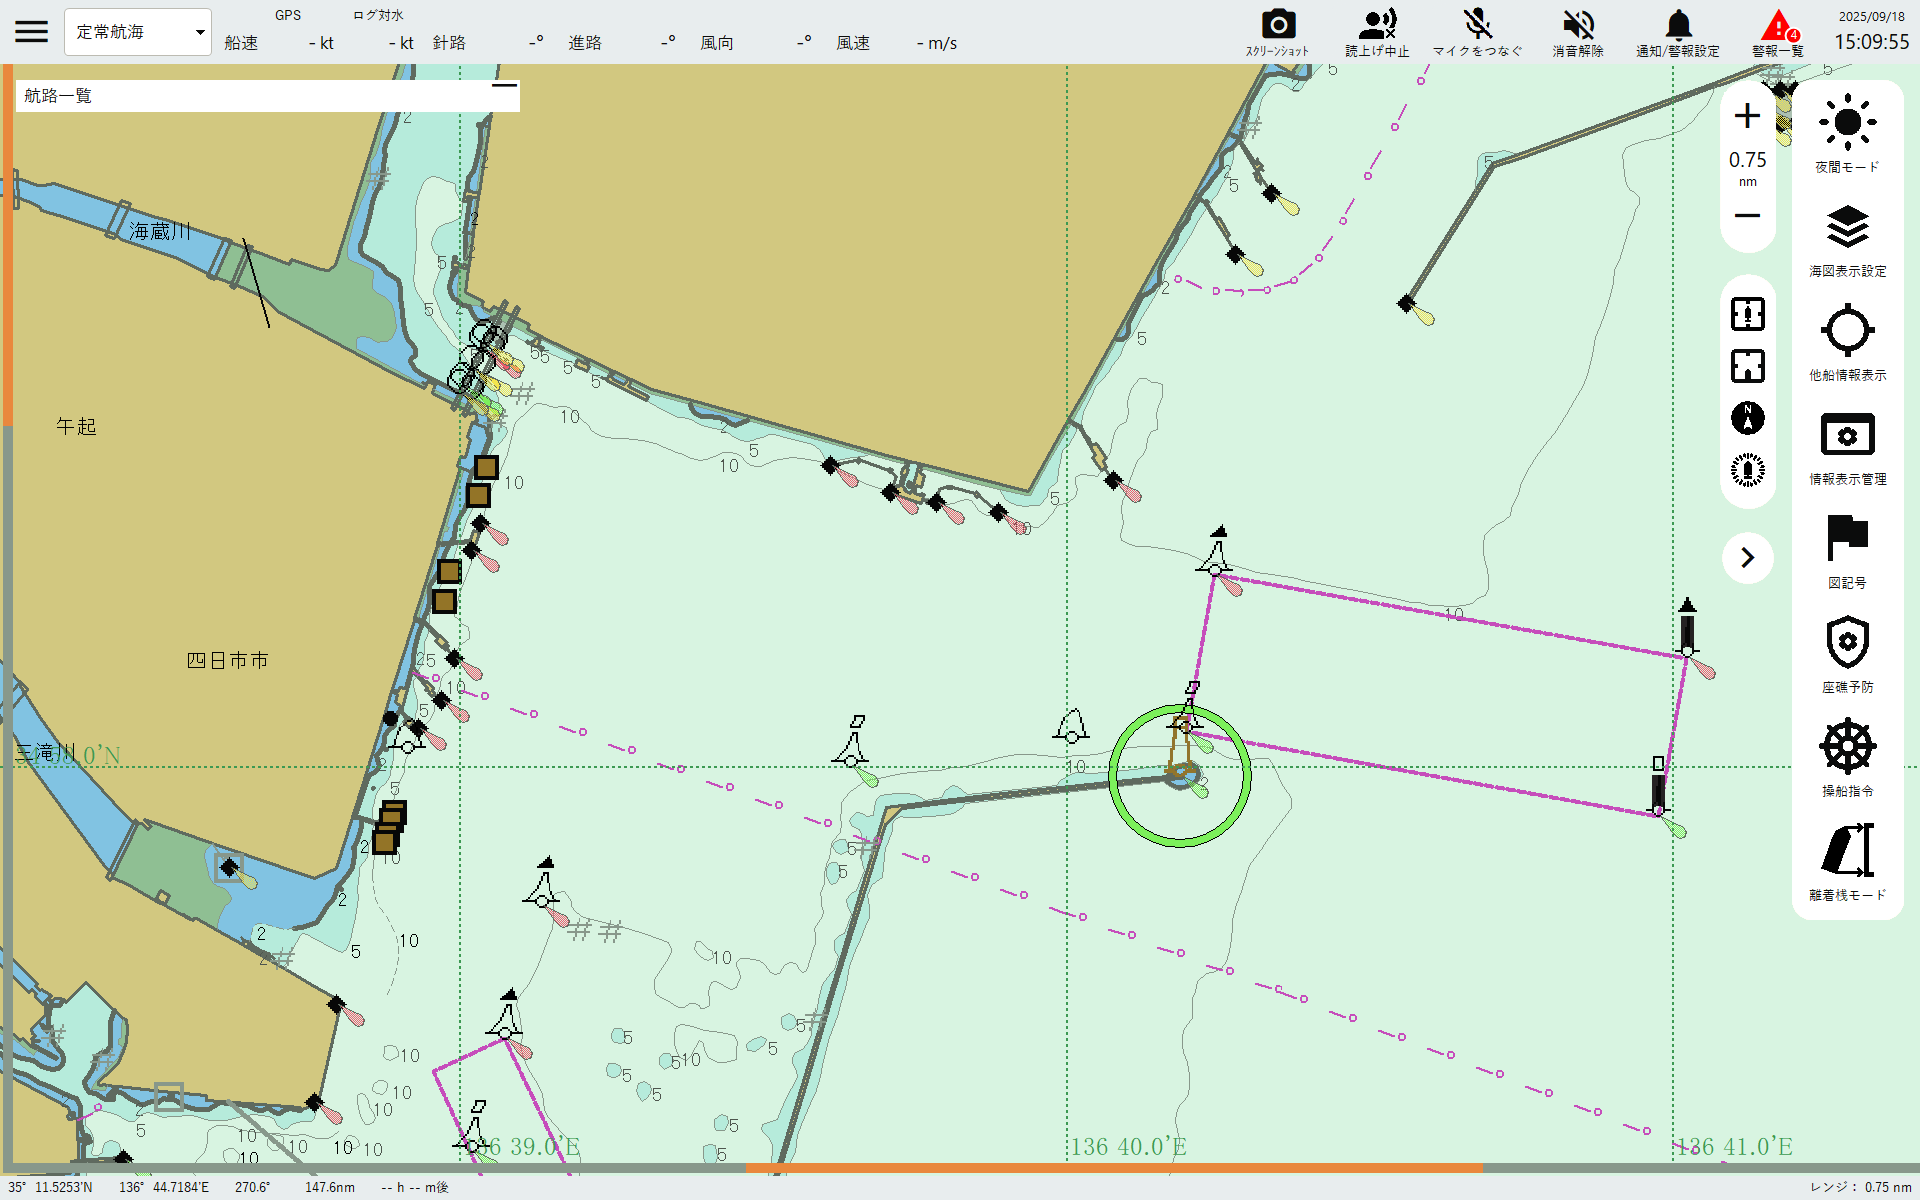 定常航海
GPS
ログ対水
船速 - kt - kt 針路 -° 進路 -° 風向 -° 風速 - m/s
スクリーンショット
読上げ中止
マイクをつなぐ
消音解除
通知/警報設定
4
警報一覧
2025/09/18
15:09:55
航路一覧
0.75
nm
N
夜間モード
海図表示設定
他船情報表示
情報表示管理
図記号
座礁予防
操船指令
離着桟モード
海蔵川
午起
四日市市
三滝川
0'N
2
5
10
136 39.0'E
136 40.0'E
136 41.0'E
35° 11.5253'N 136° 44.7184'E 270.6° 147.6nm -- h -- m後
レンジ： 0.75 nm